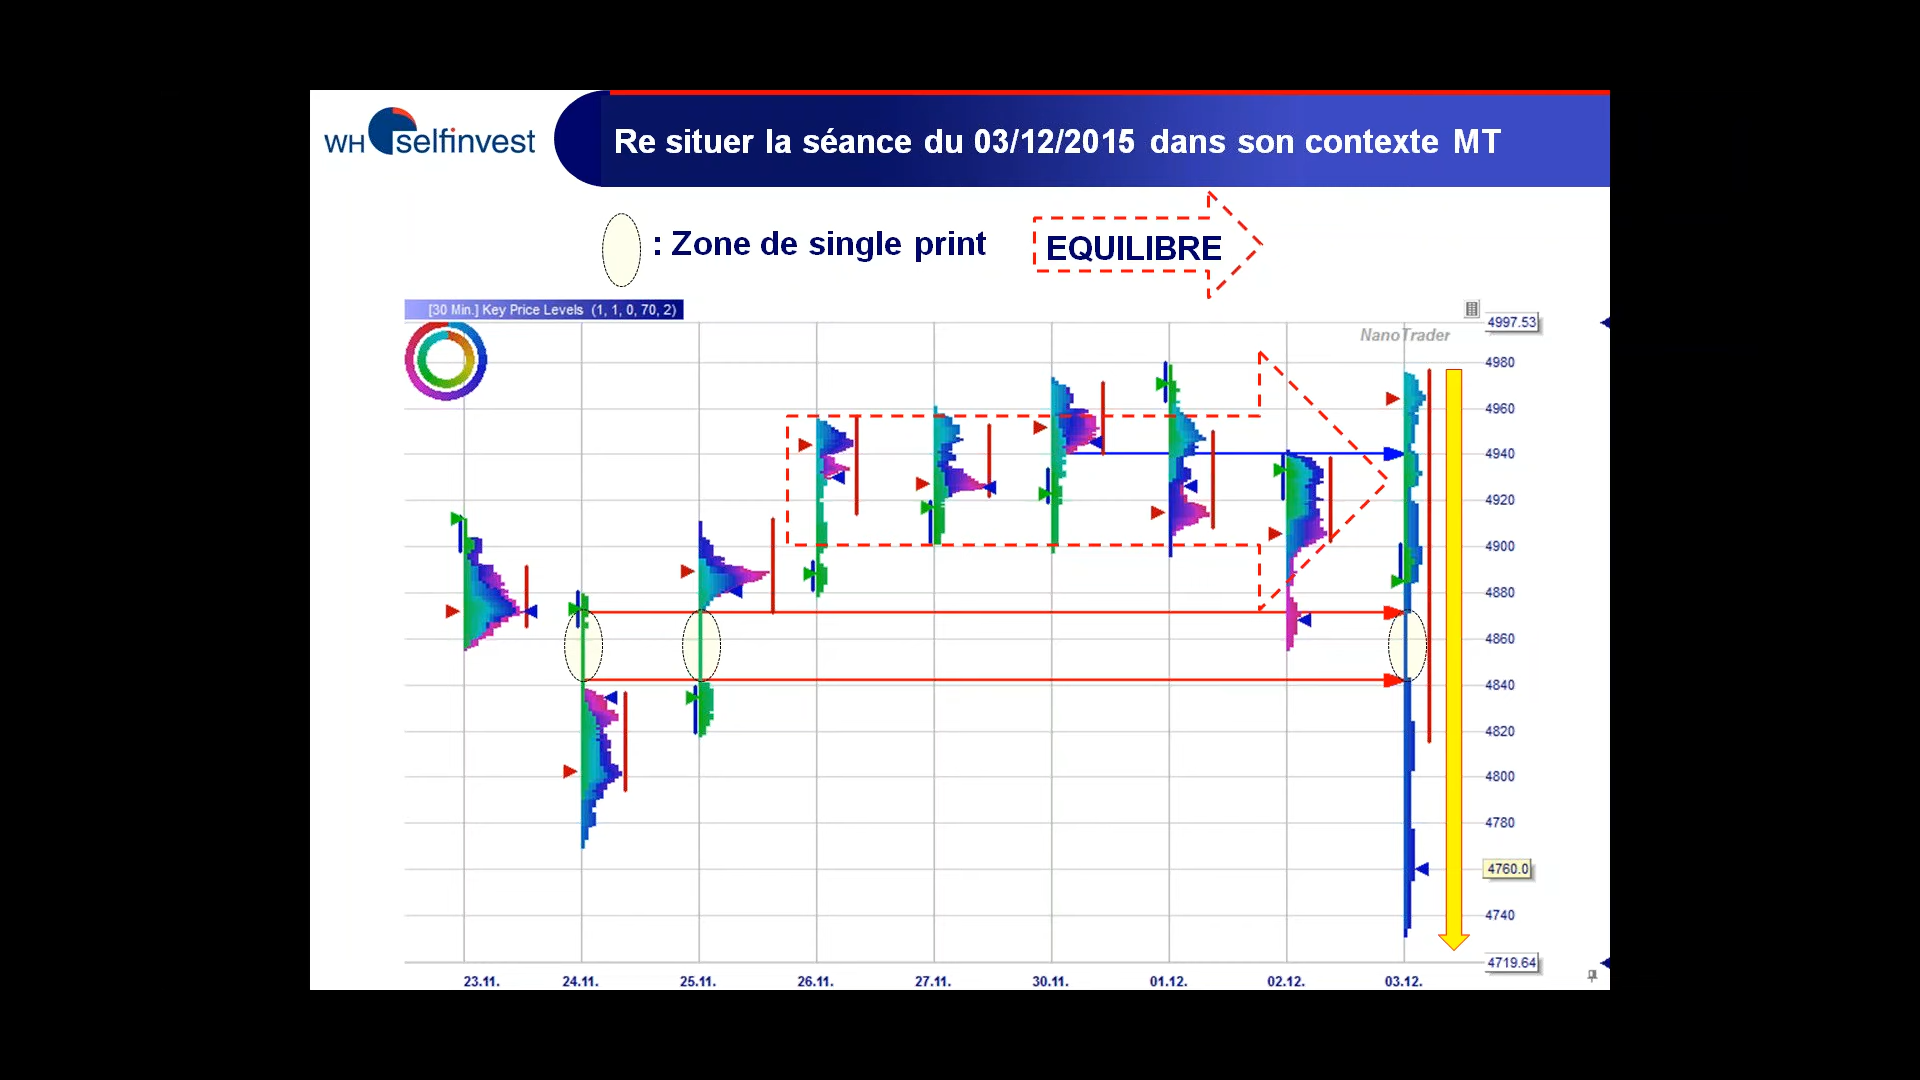 WH selfinvest
Re situer la séance du 03/12/2015 dans son contexte MT
: Zone de single print
EQUILIBRE
[30 Min.] Key Price Levels (1, 1, 0, 70, 2)
NanoTrader
4997.53
4980
4960
4940
4920
4900
4880
4860
4840
4820
4800
4780
4760.0
4740
4719.64
23.11. 24.11. 25.11. 26.11. 27.11. 30.11. 01.12. 02.12. 03.12.